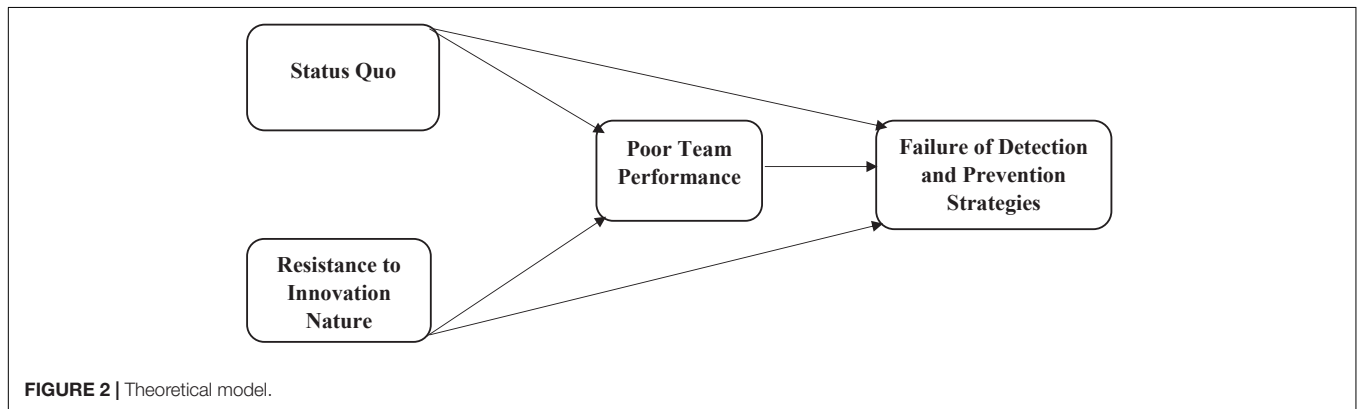 Status Quo
Poor Team
Performance
Failure of Detection
and Prevention
Strategies
Resistance to
Innovation
Nature
FIGURE 2 | Theoretical model.